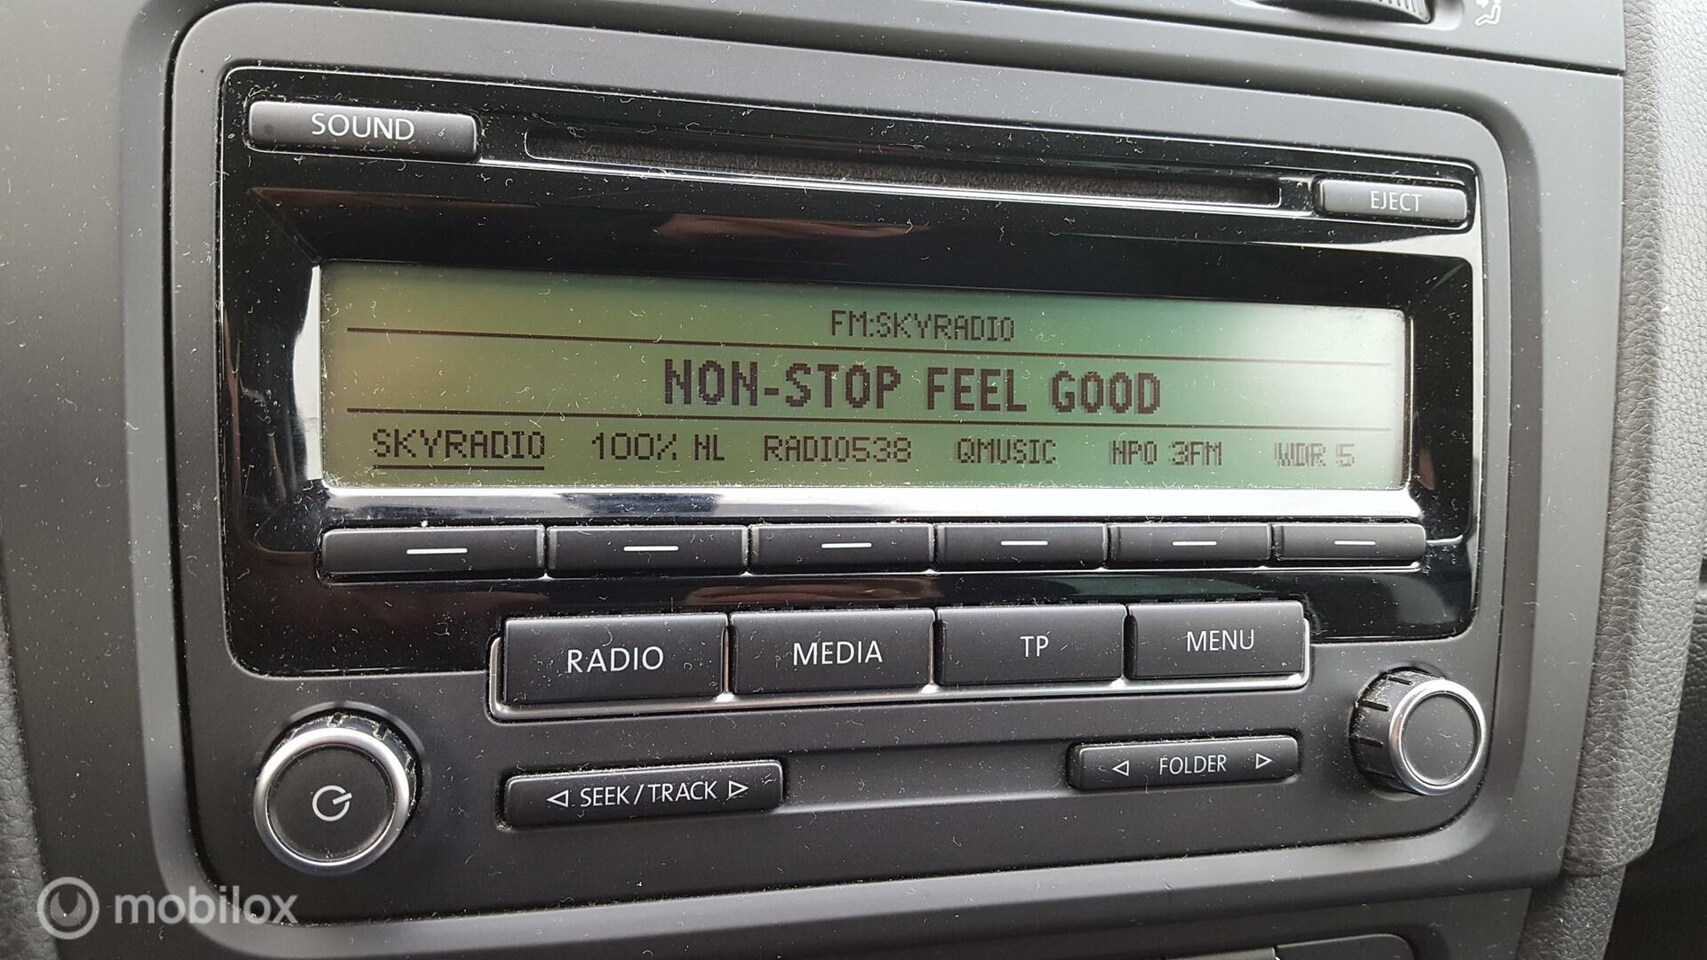 SOUND
EJECT
FM:SKYRADIO
NON-STOP FEEL GOOD
SKYRADIO 100% NL RADIO538 QMUSIC NPO 3FM WDR 5
RADIO MEDIA TP MENU
SEEK / TRACK
FOLDER
mobilox